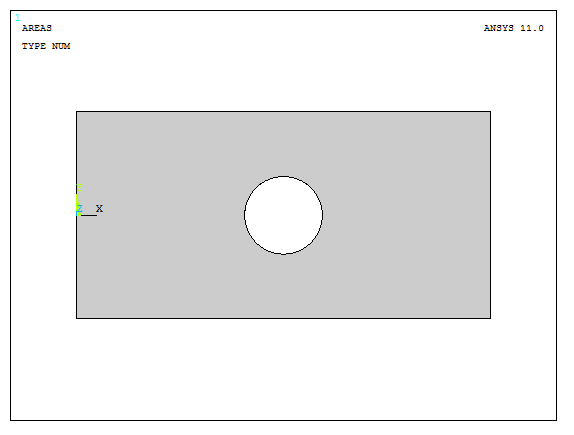 1
AREAS
ANSYS 11.0
TYPE NUM
Y
Z X